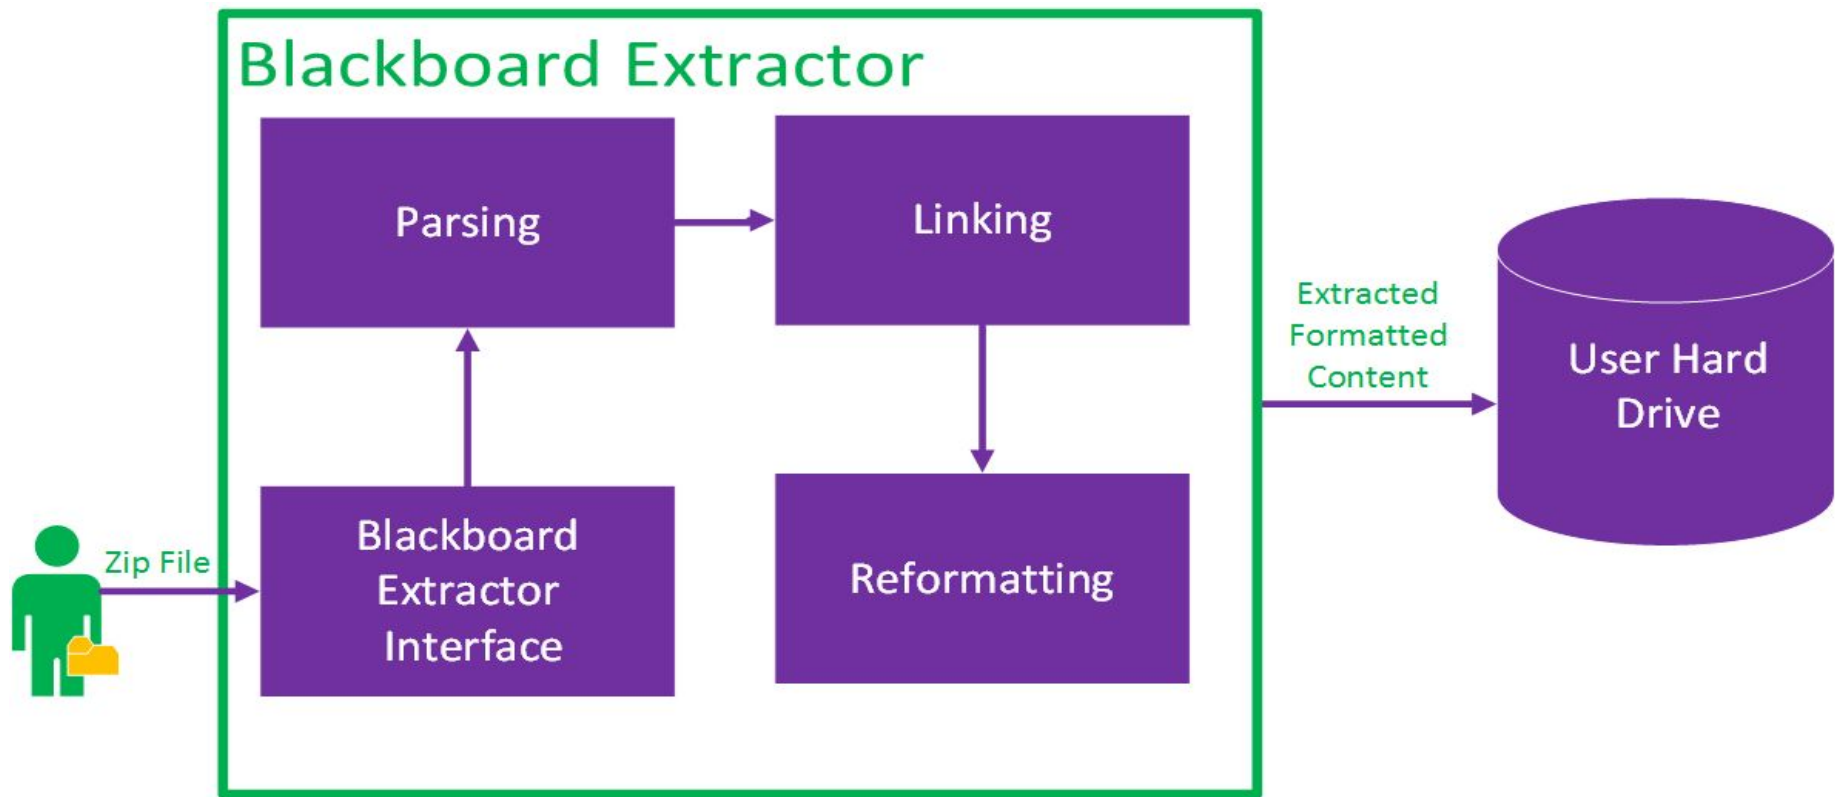 Blackboard Extractor
Parsing
Linking
Extracted
Formatted
Content
User Hard
Drive
Zip File
Blackboard
Extractor
Interface
Reformatting